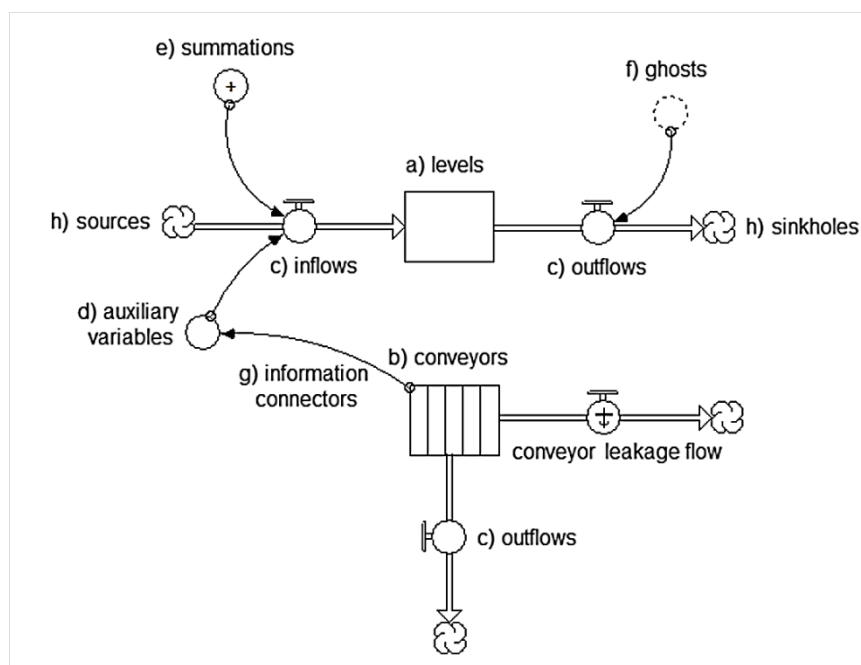 e) summations
f) ghosts
a) levels
h) sources
h) sinkholes
c) inflows
c) outflows
d) auxiliary
variables
b) conveyors
g) information
connectors
conveyor leakage flow
c) outflows